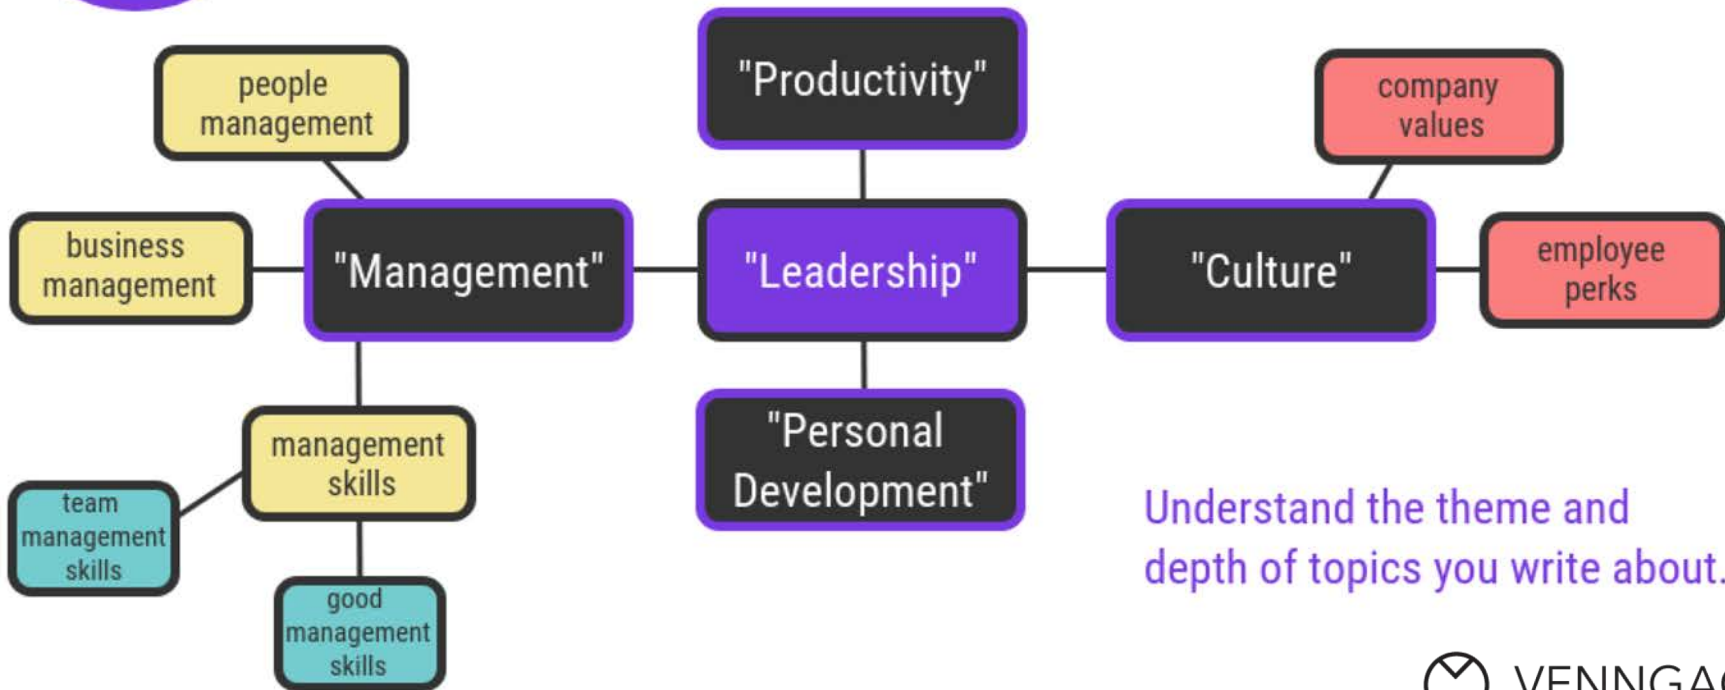 "Productivity"
people
management
company
values
business
management
"Management"
"Leadership"
"Culture"
employee
perks
management
skills
"Personal
Development"
team
management
skills
good
management
skills
Understand the theme and
depth of topics you write about.